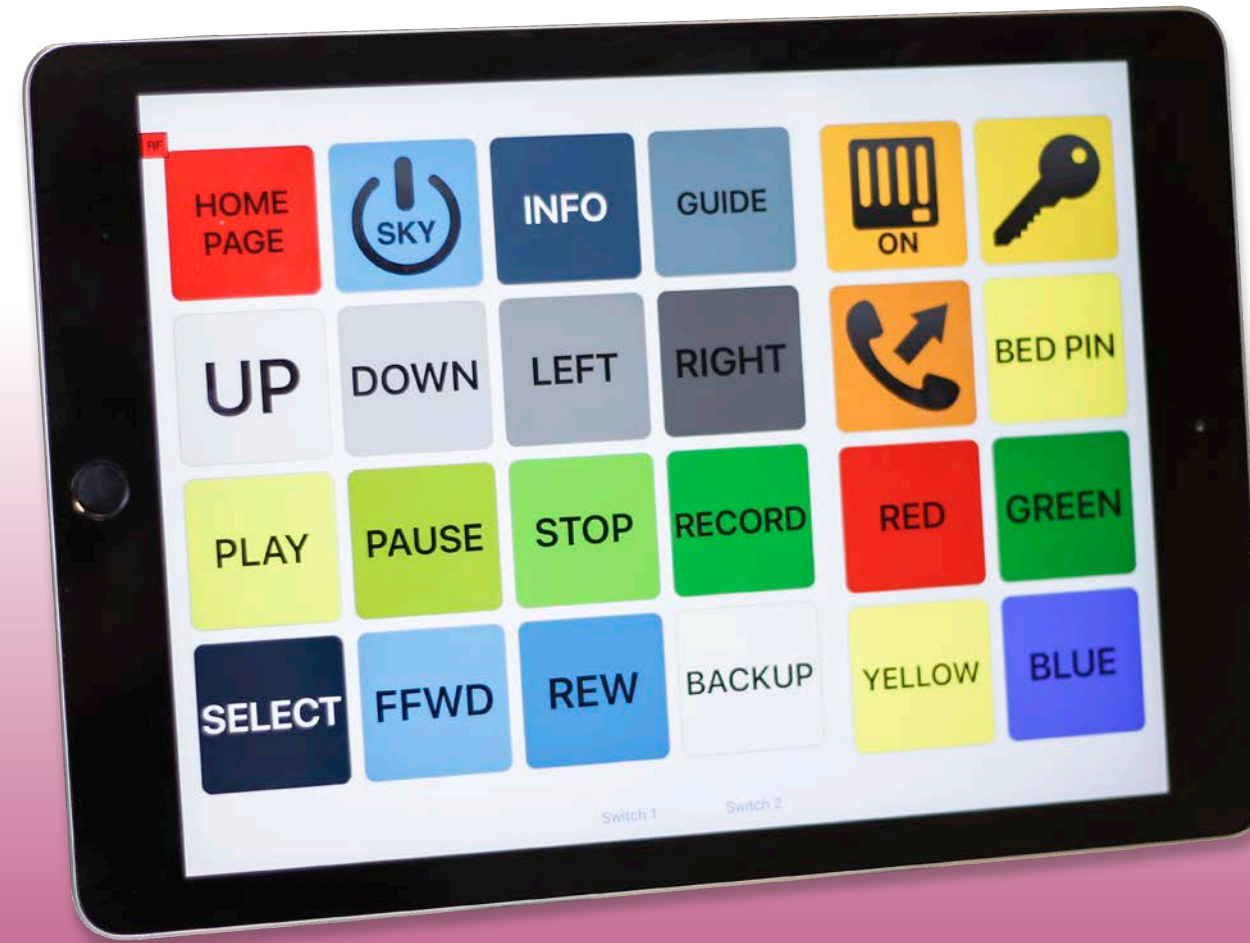 RF
HOME
PAGE
SKY
INFO
GUIDE
ON
UP
DOWN
LEFT
RIGHT
BED PIN
PLAY
PAUSE
STOP
RECORD
RED
GREEN
SELECT
FFWD
REW
BACKUP
YELLOW
BLUE
Switch 1
Switch 2